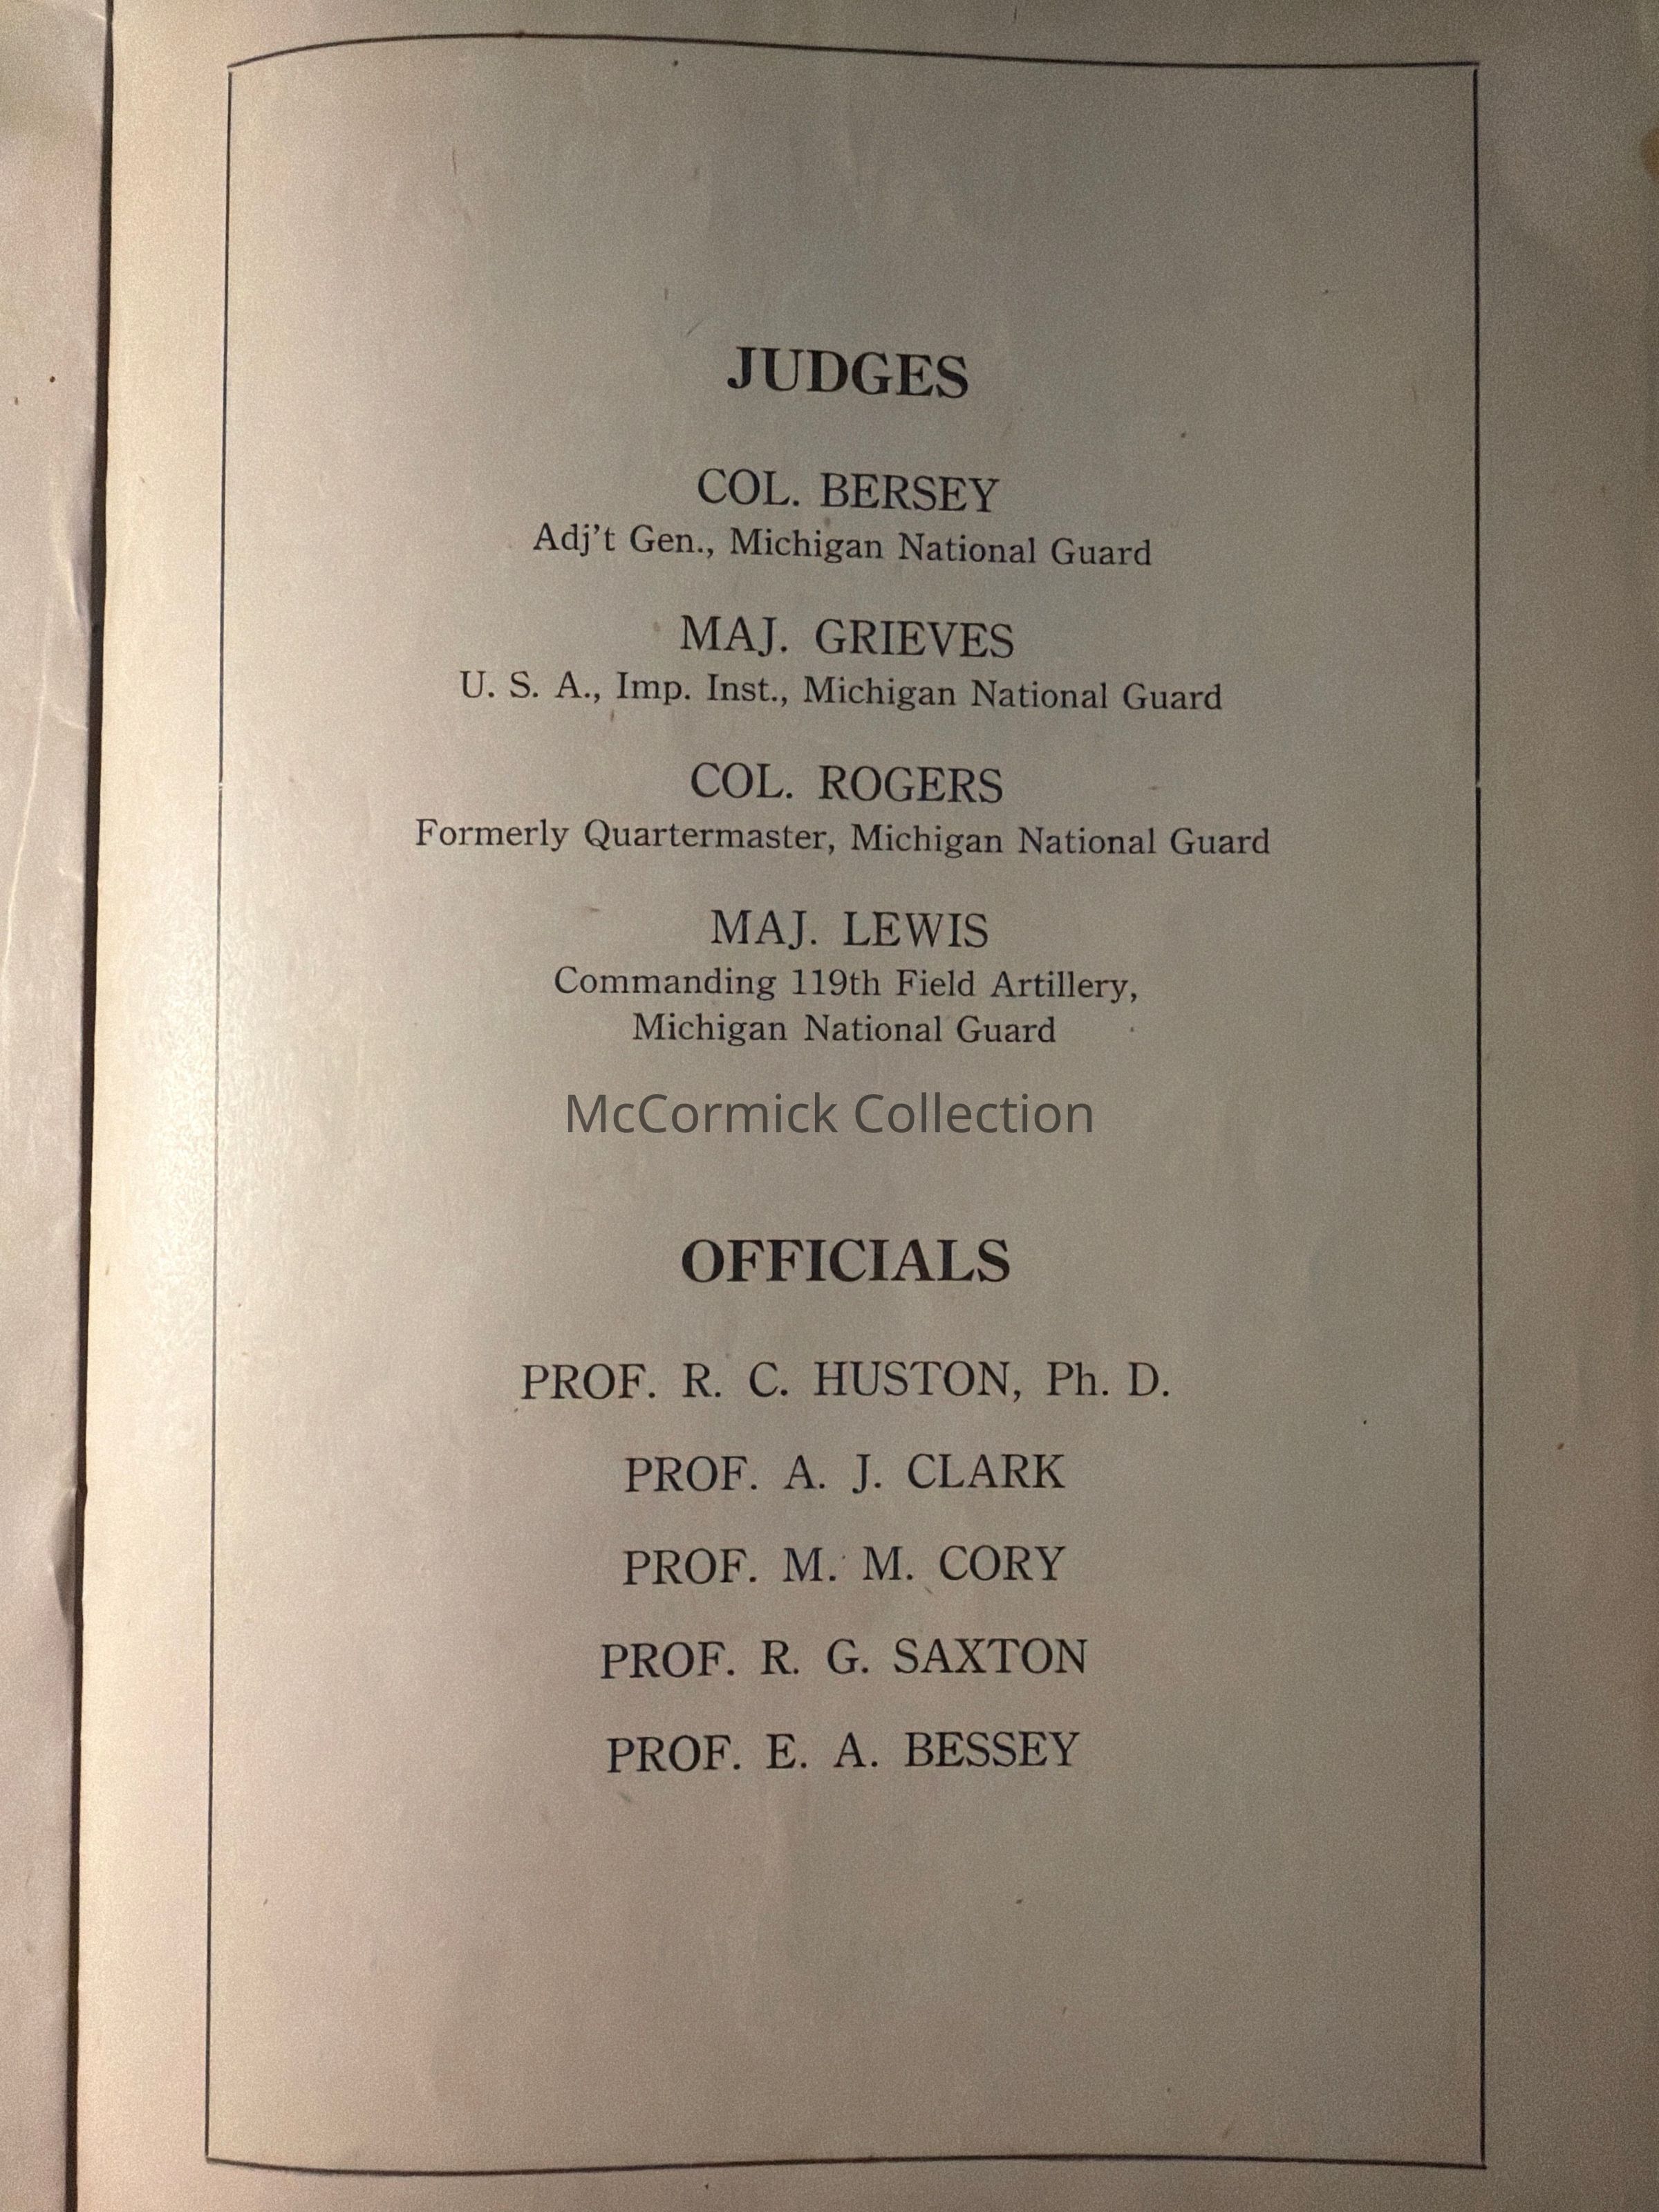 JUDGES
COL. BERSEY
Adj't Gen., Michigan National Guard
MAJ. GRIEVES
U. S. A., Imp. Inst., Michigan National Guard
COL. ROGERS
Formerly Quartermaster, Michigan National Guard
MAJ. LEWIS
Commanding 119th Field Artillery,
Michigan National Guard
McCormick Collection
OFFICIALS
PROF. R. C. HUSTON, Ph. D.
PROF. A. J. CLARK
PROF. M. M. CORY
PROF. R. G. SAXTON
PROF. E. A. BESSEY